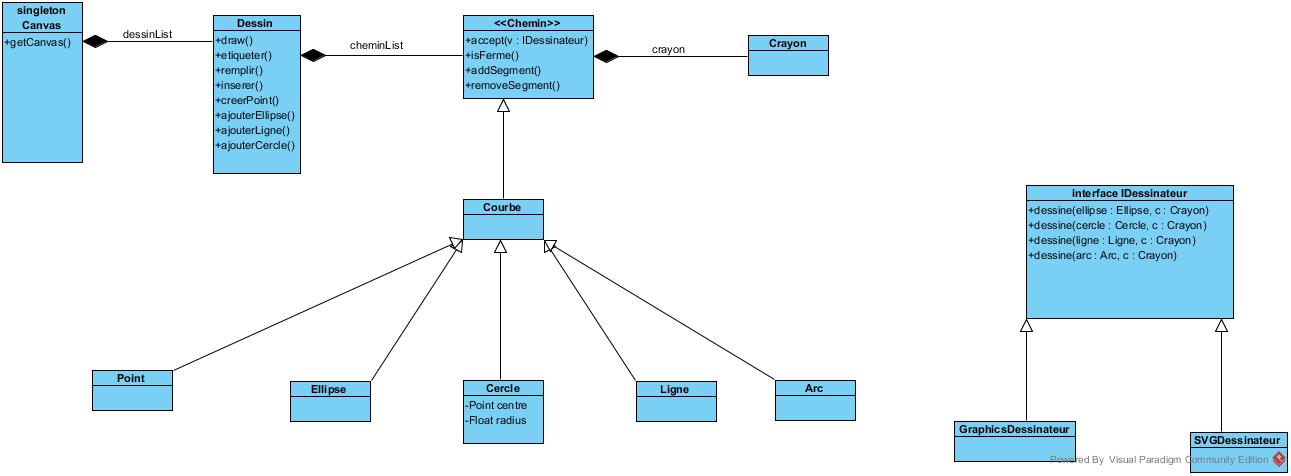 singleton
Canvas
+getCanvas()
dessinList
Dessin
+draw()
+etiqueter()
+remplir()
+inserer()
+creerPoint()
+ajouterEllipse()
+ajouterLigne()
+ajouterCercle()
cheminList
<<Chemin>>
+accept(v : IDessinateur)
+isFerme()
+addSegment()
+removeSegment()
crayon
Crayon
Courbe
interface IDessinateur
+dessine(ellipse : Ellipse, c : Crayon)
+dessine(cercle : Cercle, c : Crayon)
+dessine(ligne : Ligne, c : Crayon)
+dessine(arc : Arc, c : Crayon)
Point
Ellipse
Cercle
-Point centre
-Float radius
Ligne
Arc
GraphicsDessinateur
SVGDessinateur
Powered By Visual Paradigm Community Edition